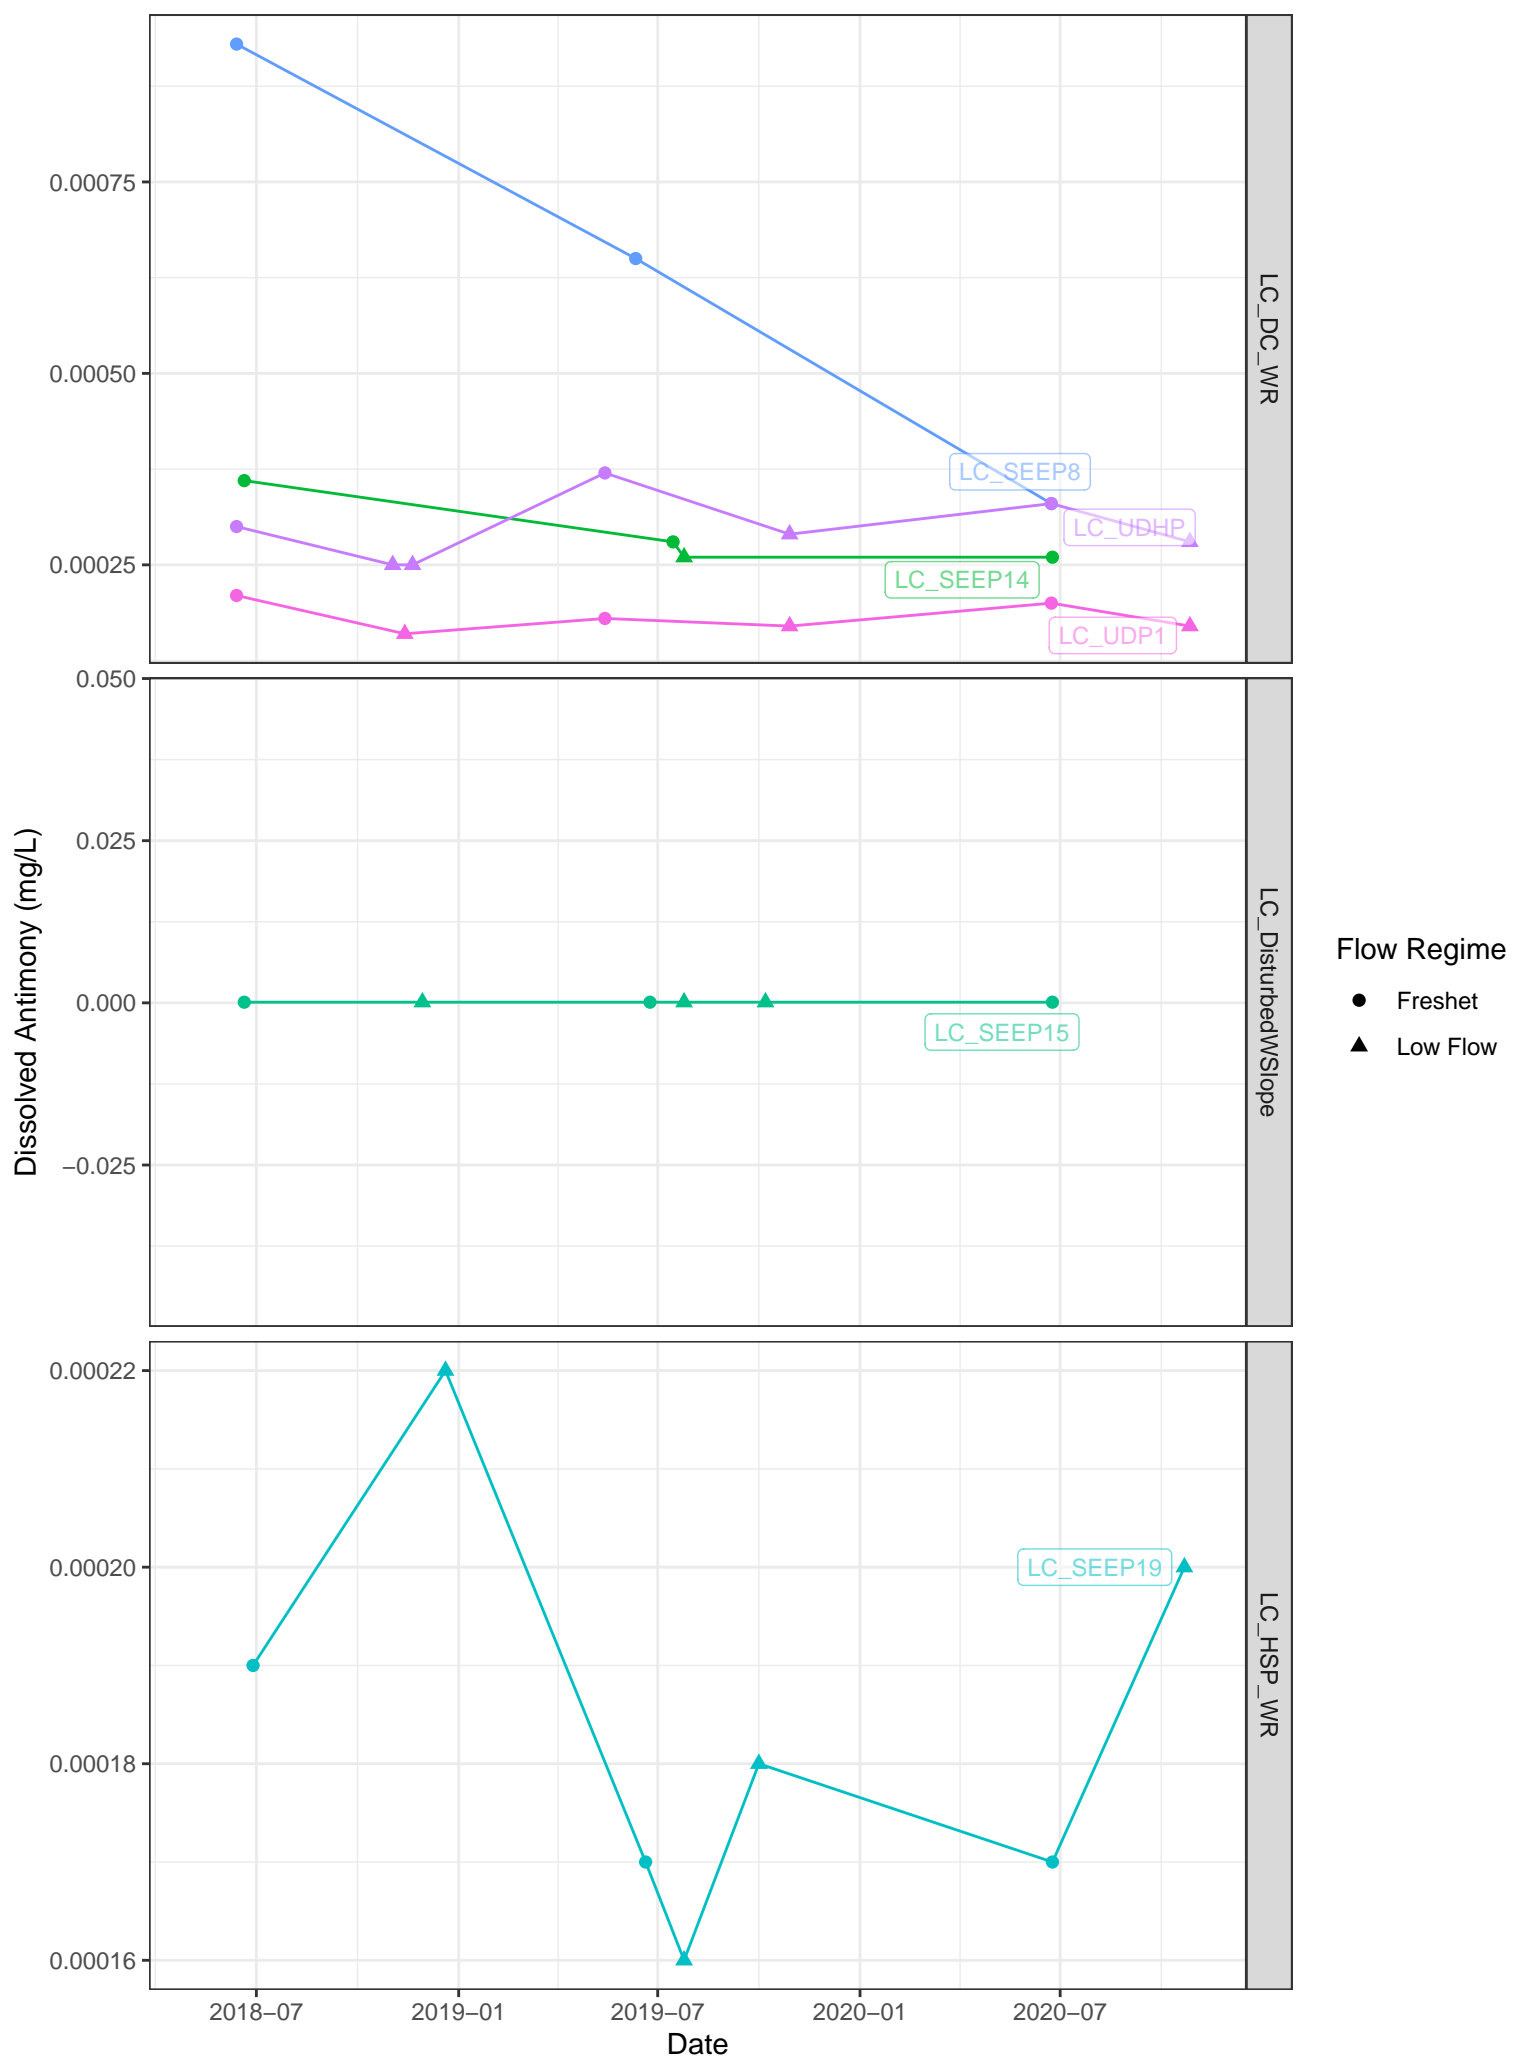 0.00075
0.00050
0.00025
LC_SEEP8
LC_UDHP
LC_SEEP14
LC_UDP1
LC_DC_WR
0.050
0.025
0.000
−0.025
LC_SEEP15
LC_DisturbedWSlope
Dissolved Antimony (mg/L)
Flow Regime
Freshet
Low Flow
0.00022
0.00020
0.00018
0.00016
LC_SEEP19
LC_HSP_WR
2018−07 2019−01 2019−07 2020−01 2020−07
Date